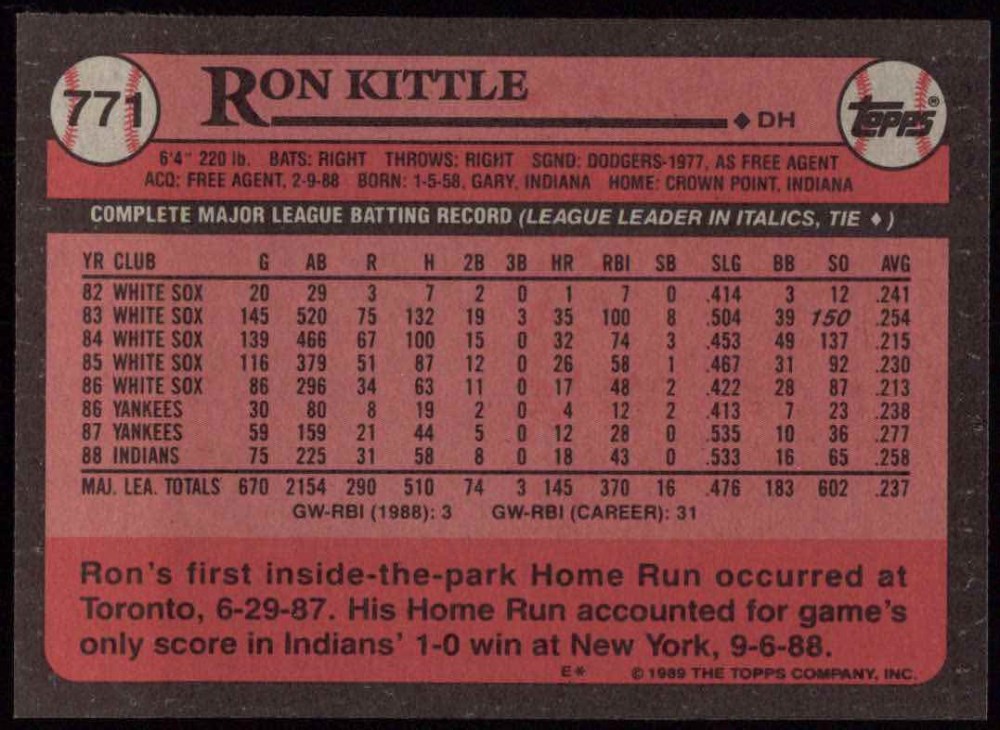 771
RON KITTLE
◆ DH
TOPPS®
6'4" 220 lb. BATS: RIGHT THROWS: RIGHT SGND: DODGERS-1977, AS FREE AGENT
ACQ: FREE AGENT, 2-9-88 BORN: 1-5-58, GARY, INDIANA HOME: CROWN POINT, INDIANA
COMPLETE MAJOR LEAGUE BATTING RECORD (LEAGUE LEADER IN ITALICS, TIE ♦)
YR CLUB G AB R H 2B 3B HR RBI SB SLG BB SO AVG
82 WHITE SOX 20 29 3 7 2 0 1 7 0 .414 3 12 .241
83 WHITE SOX 145 520 75 132 19 3 35 100 8 .504 39 150 .254
84 WHITE SOX 139 466 67 100 15 0 32 74 3 .453 49 137 .215
85 WHITE SOX 116 379 51 87 12 0 26 58 1 .467 31 92 .230
86 WHITE SOX 86 296 34 63 11 0 17 48 2 .422 28 87 .213
86 YANKEES 30 80 8 19 2 0 4 12 2 .413 7 23 .238
87 YANKEES 59 159 21 44 5 0 12 28 0 .535 10 36 .277
88 INDIANS 75 225 31 58 8 0 18 43 0 .533 16 65 .258
MAJ. LEA. TOTALS 670 2154 290 510 74 3 145 370 16 .476 183 602 .237
GW-RBI (1988): 3 GW-RBI (CAREER): 31
Ron's first inside-the-park Home Run occurred at
Toronto, 6-29-87. His Home Run accounted for game's
only score in Indians' 1-0 win at New York, 9-6-88.
E* © 1989 THE TOPPS COMPANY, INC.